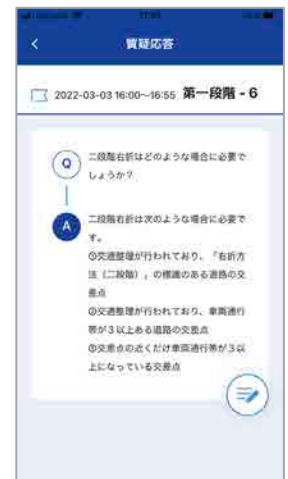 質疑応答
2022-03-03 16:00〜16:55 第一段階 - 6
Q
二段階右折はどのような場合に必要で
しょうか?
A
二段階右折は次のような場合に必要で
す。
①交通整理が行われており、「右折方
法(二段階)」の標識のある道路の交
差点
②交通整理が行われており、車両通行
帯が3以上ある道路の交差点
③交差点の近くだけ車両通行帯が3以
上になっている交差点